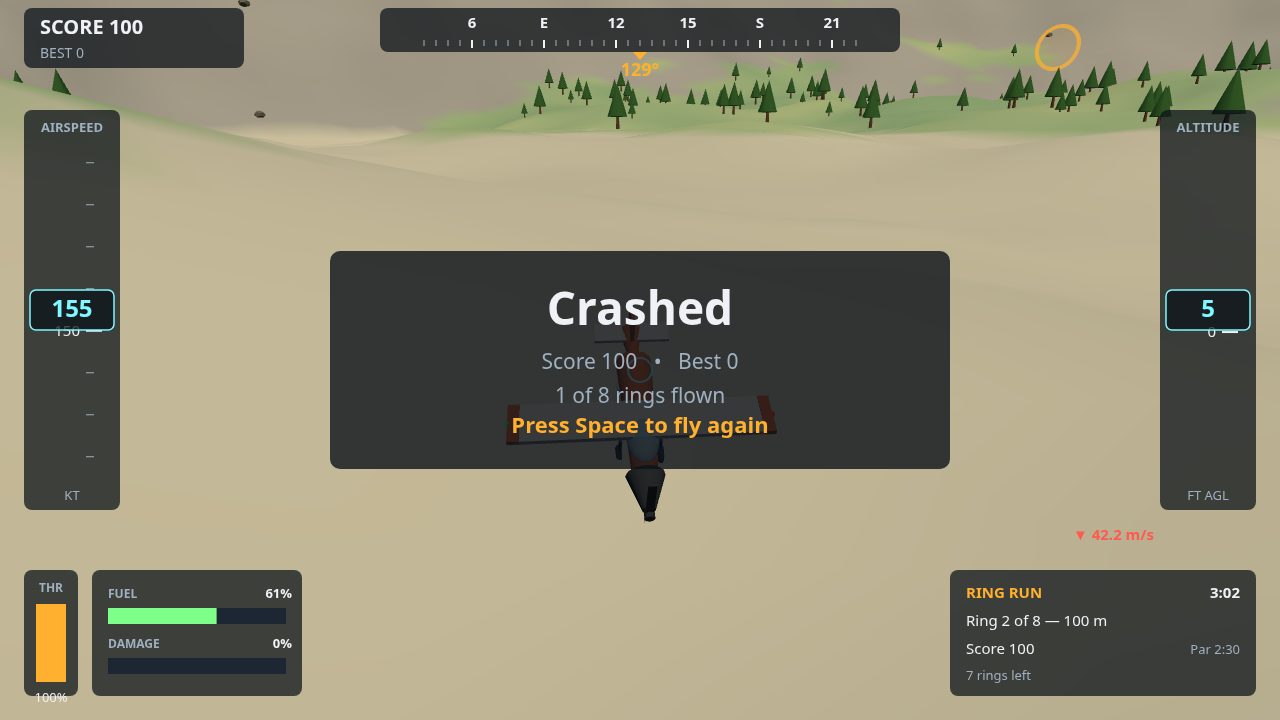 SCORE 100
BEST 0
6 E 12 15 S 21
129°
AIRSPEED
155
150
KT
ALTITUDE
5
0
FT AGL
Crashed
Score 100 • Best 0
1 of 8 rings flown
Press Space to fly again
▼ 42.2 m/s
THR
100%
FUEL 61%
DAMAGE 0%
RING RUN 3:02
Ring 2 of 8 — 100 m
Score 100 Par 2:30
7 rings left